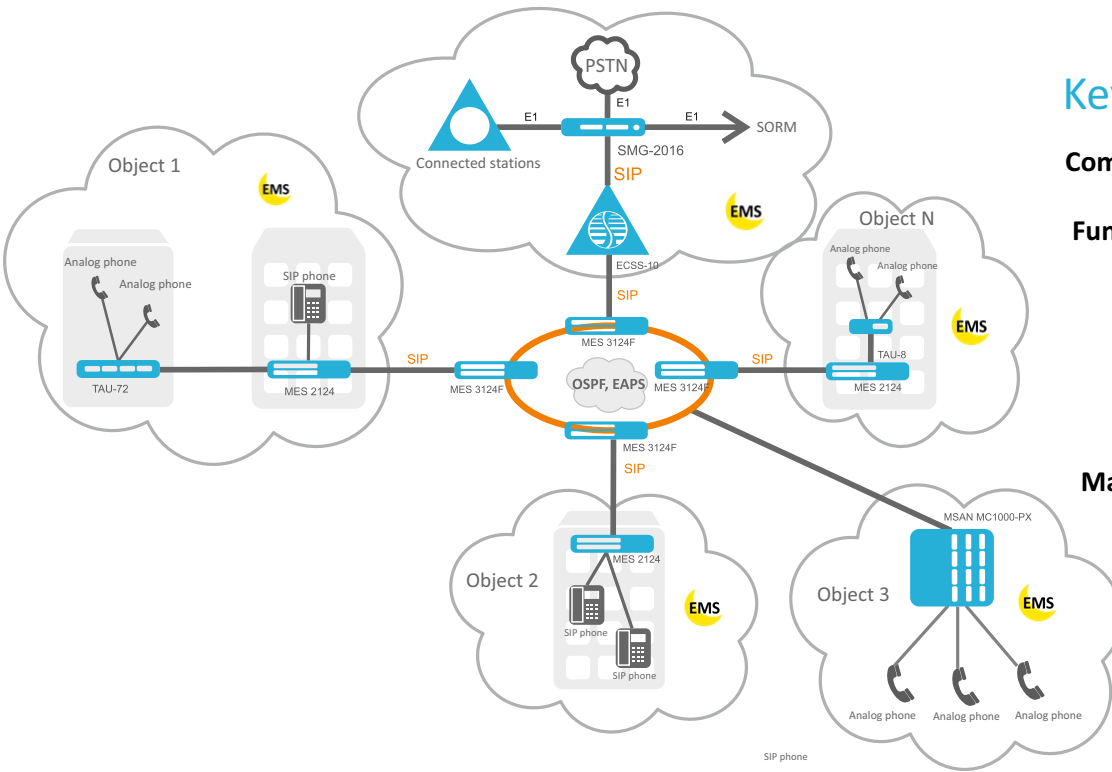 PSTN
E1
E1
E1
SORM
SMG-2016
Connected stations
SIP
EMS
ECSS-10
SIP
Object 1
EMS
Analog phone
Analog phone
SIP phone
TAU-72
MES 2124
SIP
MES 3124F
MES 3124F
OSPF, EAPS
MES 3124F
MES 3124F
SIP
SIP
Object N
Analog phone
Analog phone
EMS
TAU-8
MES 2124
Object 2
MES 2124
SIP phone
SIP phone
EMS
MSAN MC1000-PX
Object 3
EMS
Analog phone
Analog phone
Analog phone
SIP phone
Com
Fun
Ma